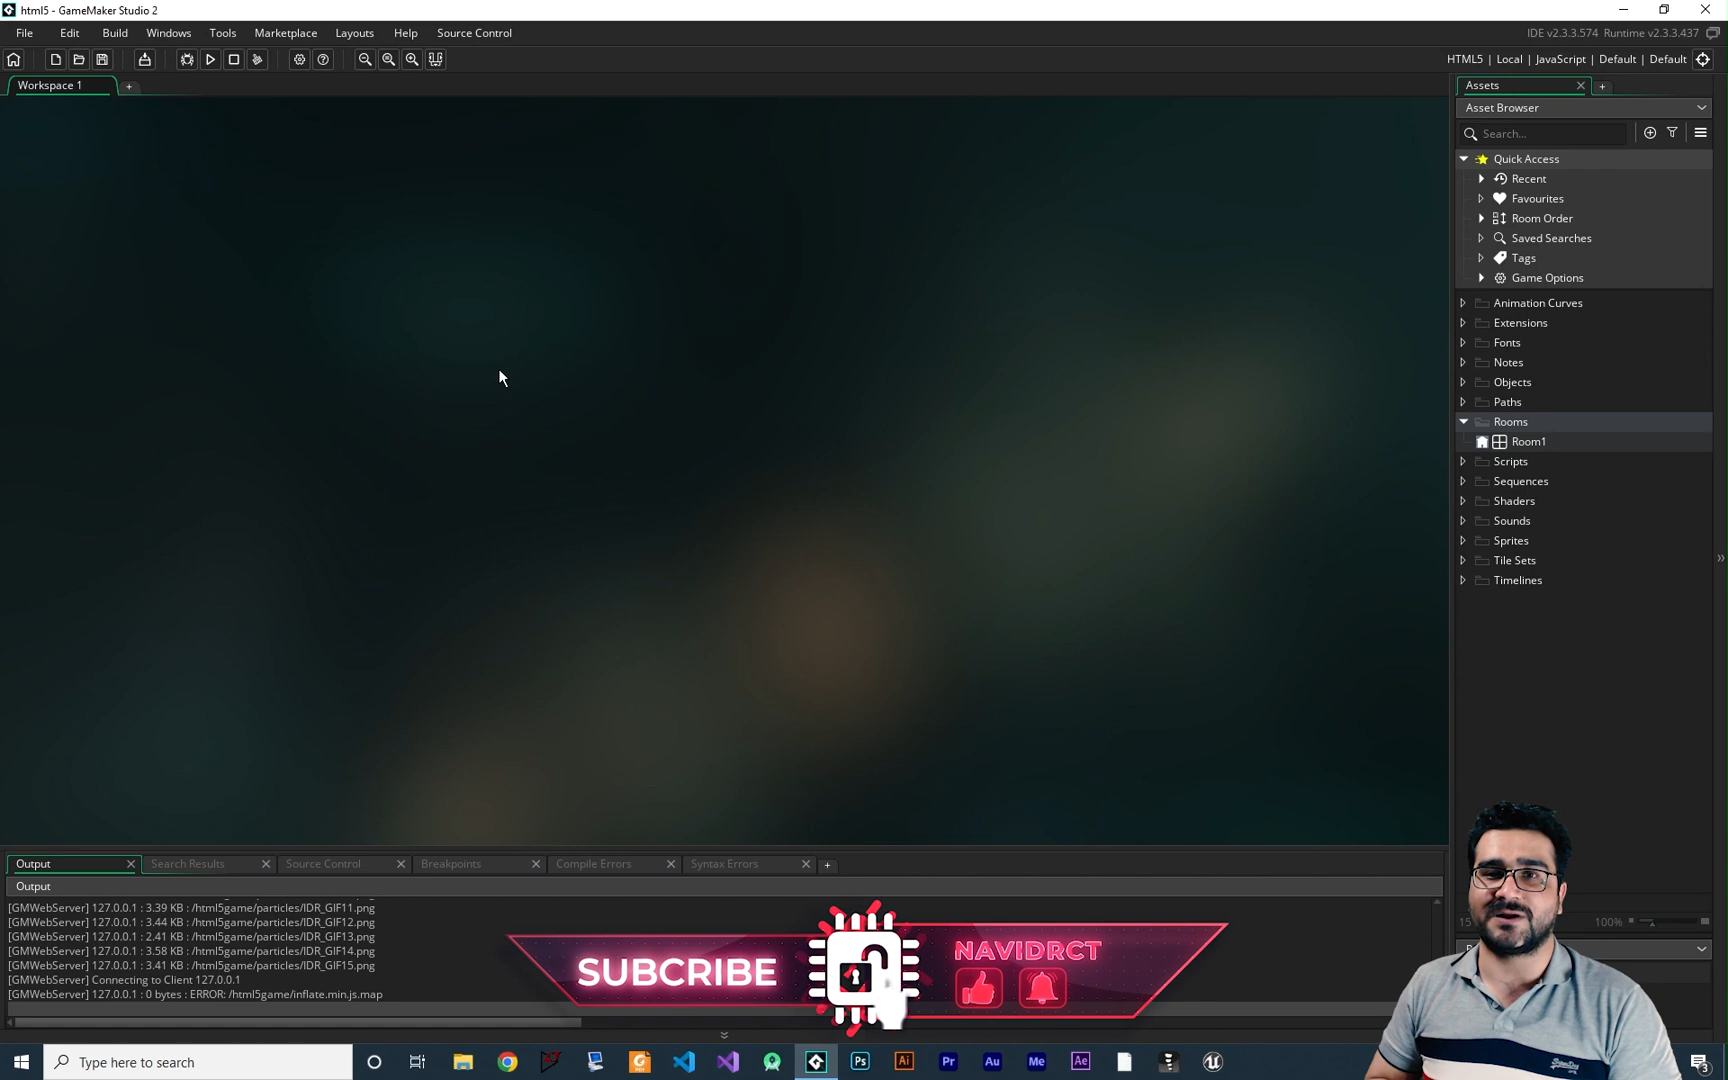 html5 - GameMaker Studio 2
File Edit Build Windows Tools Marketplace Layouts Help Source Control
IDE v2.3.3.574 Runtime v2.3.3.437
HTML5 | Local | JavaScript | Default | Default
Workspace 1
Assets
Asset Browser
Search...
Quick Access
Recent
Favourites
Room Order
Saved Searches
Tags
Game Options
Animation Curves
Extensions
Fonts
Notes
Objects
Paths
Rooms
Room1
Scripts
Sequences
Shaders
Sounds
Sprites
Tile Sets
Timelines
100%
Output Search Results Source Control Breakpoints Compile Errors Syntax Errors
Output
[GMWebServer] 127.0.0.1 : 3.39 KB : /html5game/particles/IDR_GIF11.png
[GMWebServer] 127.0.0.1 : 3.44 KB : /html5game/particles/IDR_GIF12.png
[GMWebServer] 127.0.0.1 : 2.41 KB : /html5game/particles/IDR_GIF13.png
[GMWebServer] 127.0.0.1 : 3.58 KB : /html5game/particles/IDR_GIF14.png
[GMWebServer] 127.0.0.1 : 3.41 KB : /html5game/particles/IDR_GIF15.png
[GMWebServer] Connecting to Client 127.0.0.1
[GMWebServer] 127.0.0.1 : 0 bytes : ERROR: /html5game/inflate.min.js.map
SUBCRIBE
NAVIDRCT
Type here to search
Ps Ai Pr Au Me Ae
3